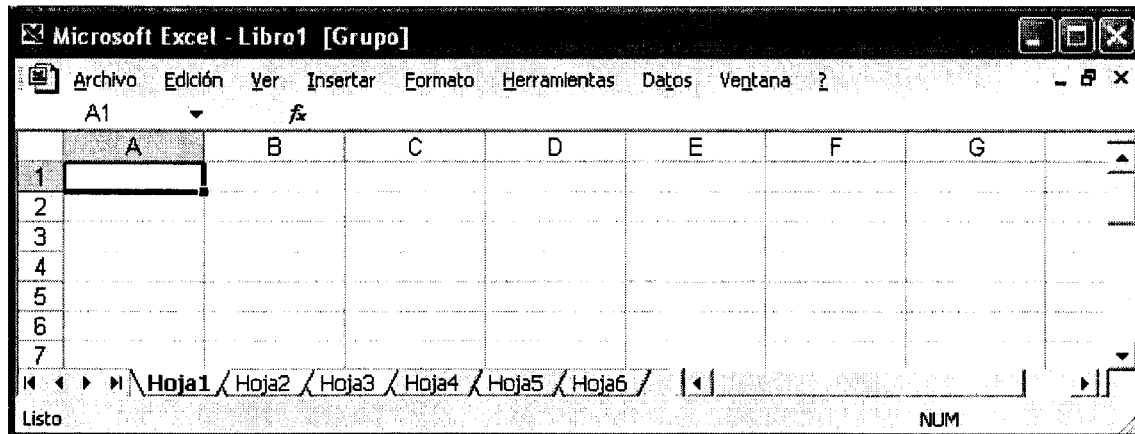 Microsoft Excel - Libro1 [Grupo]
Archivo Edición Ver Insertar Formato Herramientas Datos Ventana ?
A1 fx
A B C D E F G
1
2
3
4
5
6
7
Hoja1 Hoja2 Hoja3 Hoja4 Hoja5 Hoja6
Listo NUM